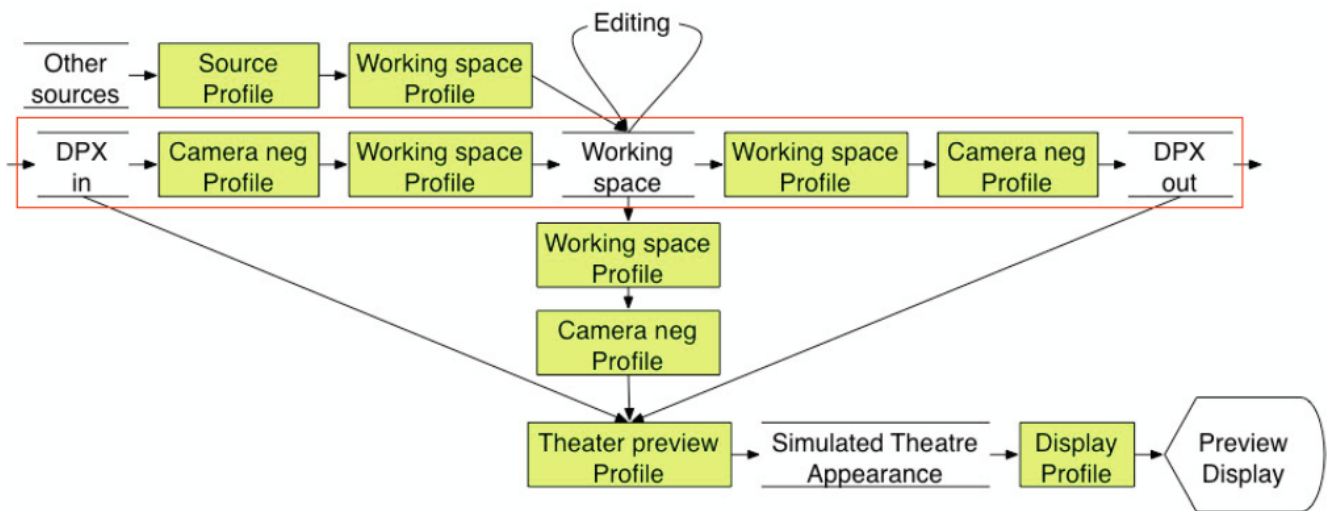 Editing
Other
sources
Source
Profile
Working space
Profile
DPX
in
Camera neg
Profile
Working space
Profile
Working
space
Working space
Profile
Camera neg
Profile
DPX
out
Working space
Profile
Camera neg
Profile
Theater preview
Profile
Simulated Theatre
Appearance
Display
Profile
Preview
Display